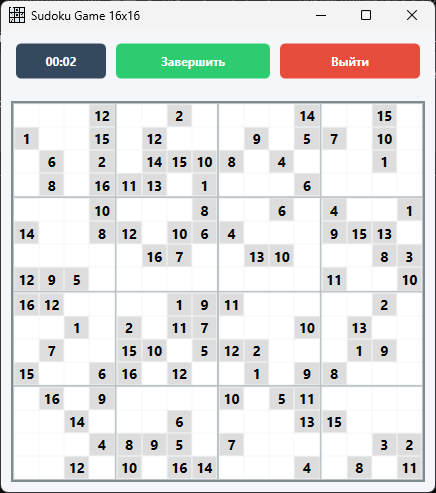 Sudoku Game 16x16
00:02 Завершить Выйти
12 2 14 15
1 15 12 9 5 7 10
6 2 14 15 10 8 4 1
8 16 11 13 1 6
10 8 6 4 1
14 8 12 10 6 4 9 15 13
16 7 13 10 8 3
12 9 5 11 10
16 12 1 9 11 2
1 2 11 7 10 13
7 15 10 5 12 2 1 9
15 6 16 12 1 9 8
16 9 10 5 11
14 6 13 15
4 8 9 5 7 3 2
12 10 16 14 4 8 11